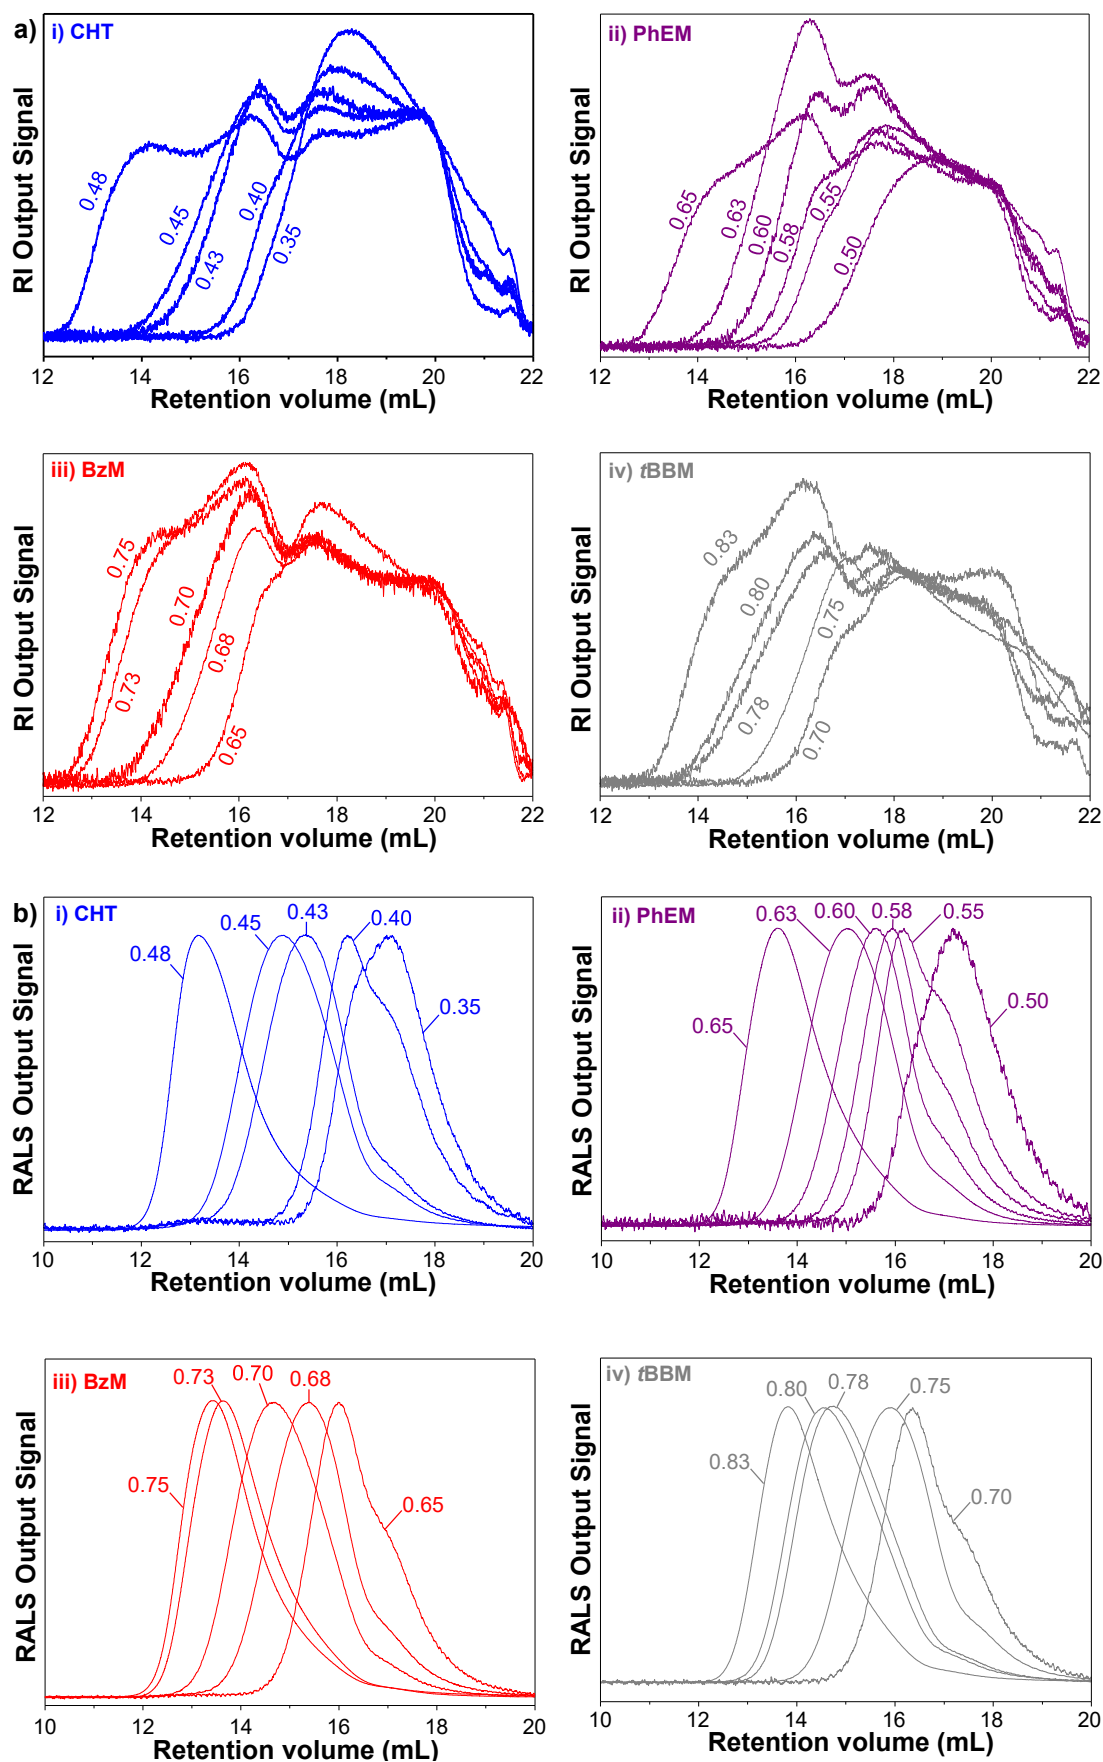 a)
i) CHT
RI Output Signal
0.48
0.45
0.43
0.40
0.35
12 14 16 18 20 22
Retention volume (mL)
ii) PhEM
RI Output Signal
0.65
0.63
0.60
0.58
0.55
0.50
12 14 16 18 20 22
Retention volume (mL)
iii) BzM
RI Output Signal
0.75
0.73
0.70
0.68
0.65
12 14 16 18 20 22
Retention volume (mL)
iv) tBBM
RI Output Signal
0.83
0.80
0.78
0.75
0.70
12 14 16 18 20 22
Retention volume (mL)
b)
i) CHT
RALS Output Signal
0.48
0.45
0.43
0.40
0.35
10 12 14 16 18 20
Retention volume (mL)
ii) PhEM
RALS Output Signal
0.65
0.63
0.60
0.58
0.55
0.50
10 12 14 16 18 20
Retention volume (mL)
iii) BzM
RALS Output Signal
0.75
0.73
0.70
0.68
0.65
10 12 14 16 18 20
Retention volume (mL)
iv) tBBM
RALS Output Signal
0.83
0.80
0.78
0.75
0.70
10 12 14 16 18 20
Retention volume (mL)